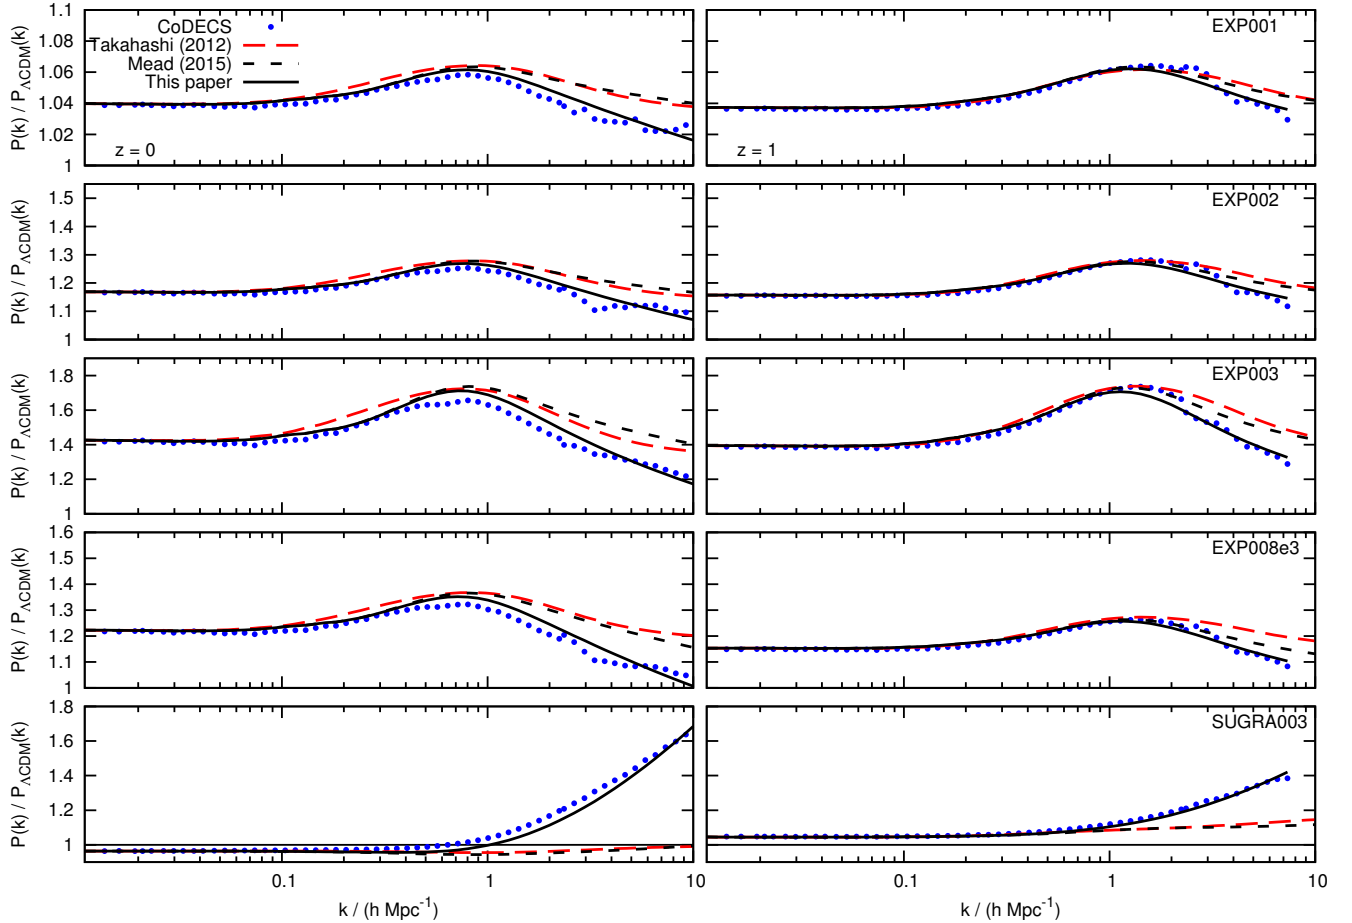 CoDECS
Takahashi (2012)
Mead (2015)
This paper
EXP001
1.1
1.08
1.06
1.04
1.02
1
P(k) / P_ΛCDM(k)
z = 0
z = 1
EXP002
1.5
1.4
1.3
1.2
1.1
1
P(k) / P_ΛCDM(k)
EXP003
1.8
1.6
1.4
1.2
1
P(k) / P_ΛCDM(k)
EXP008e3
1.6
1.5
1.4
1.3
1.2
1.1
1
P(k) / P_ΛCDM(k)
SUGRA003
1.8
1.6
1.4
1.2
1
P(k) / P_ΛCDM(k)
0.1 1 10
0.1 1 10
k / (h Mpc⁻¹)
k / (h Mpc⁻¹)